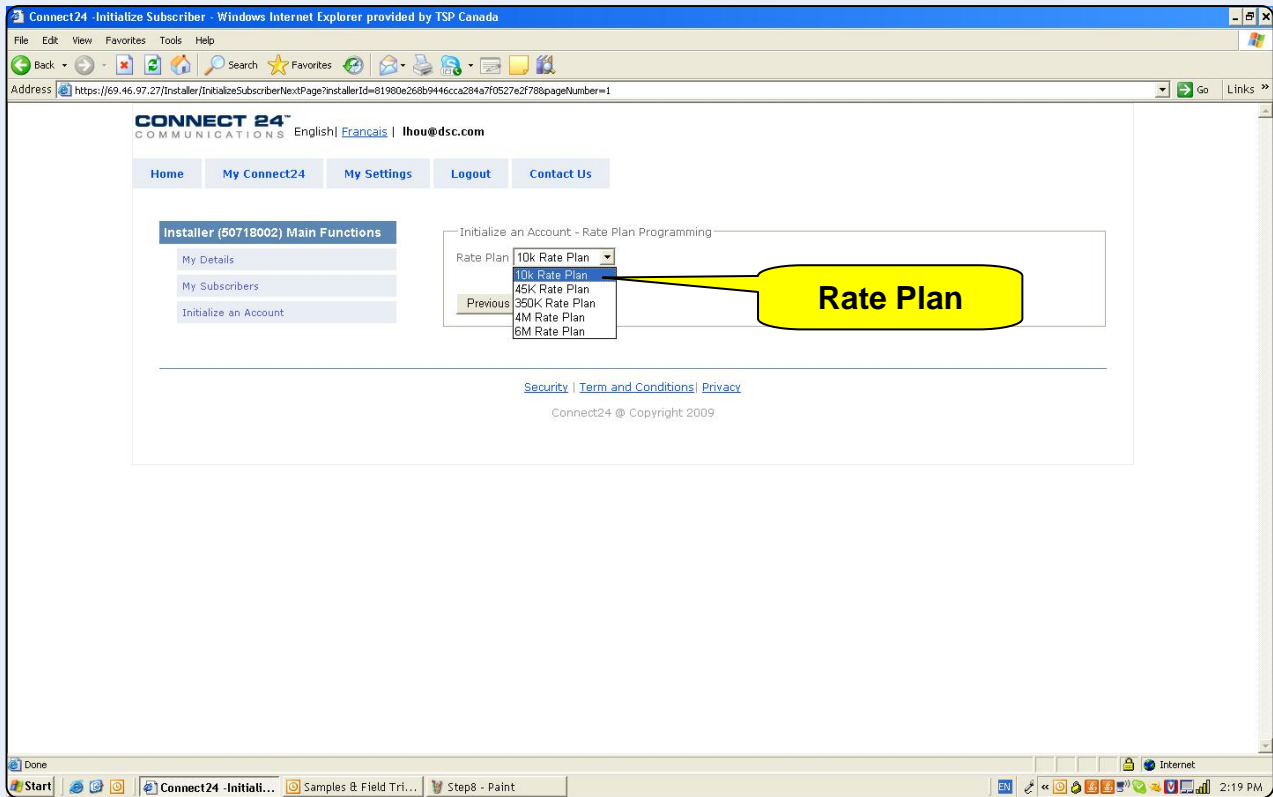 Connect24 -Initialize Subscriber - Windows Internet Explorer provided by TSP Canada
File Edit View Favorites Tools Help
Back Search Favorites
Address https://69.46.97.27/Installer/InitializeSubscriberNextPage?installerId=81980e268b9446cca284a7f0527e2f78&pageNumber=1 Go Links »
CONNECT 24™
COMMUNICATIONS English| Français | lhou@dsc.com
Home My Connect24 My Settings Logout Contact Us
Installer (50718002) Main Functions
My Details
My Subscribers
Initialize an Account
Initialize an Account - Rate Plan Programming
Rate Plan 10k Rate Plan
10k Rate Plan
45K Rate Plan
350K Rate Plan
4M Rate Plan
6M Rate Plan
Previous
Rate Plan
Security | Term and Conditions| Privacy
Connect24 @ Copyright 2009
Done Internet
Start Connect24 -Initiali... Samples & Field Tri... Step8 - Paint EN « 2:19 PM